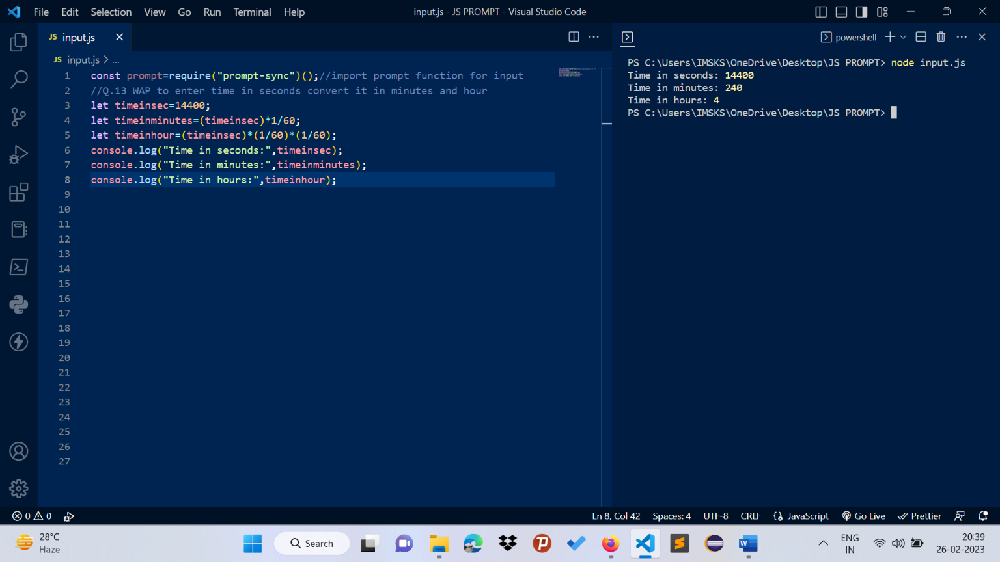 File Edit Selection View Go Run Terminal Help
input.js - JS PROMPT - Visual Studio Code
JS input.js
powershell
JS input.js > ...
1 const prompt=require("prompt-sync")();//import prompt function for input
2 //Q.13 WAP to enter time in seconds convert it in minutes and hour
3 let timeinsec=14400;
4 let timeinminutes=(timeinsec)*1/60;
5 let timeinhour=(timeinsec)*(1/60)*(1/60);
6 console.log("Time in seconds:",timeinsec);
7 console.log("Time in minutes:",timeinminutes);
8 console.log("Time in hours:",timeinhour);
9
10
11
12
13
14
15
16
17
18
19
20
21
22
23
24
25
26
27
PS C:\Users\IMSKS\OneDrive\Desktop\JS PROMPT> node input.js
Time in seconds: 14400
Time in minutes: 240
Time in hours: 4
PS C:\Users\IMSKS\OneDrive\Desktop\JS PROMPT>
0 0 Ln 8, Col 42 Spaces: 4 UTF-8 CRLF JavaScript Go Live Prettier
28°C
Haze
Search
ENG
IN
20:39
26-02-2023